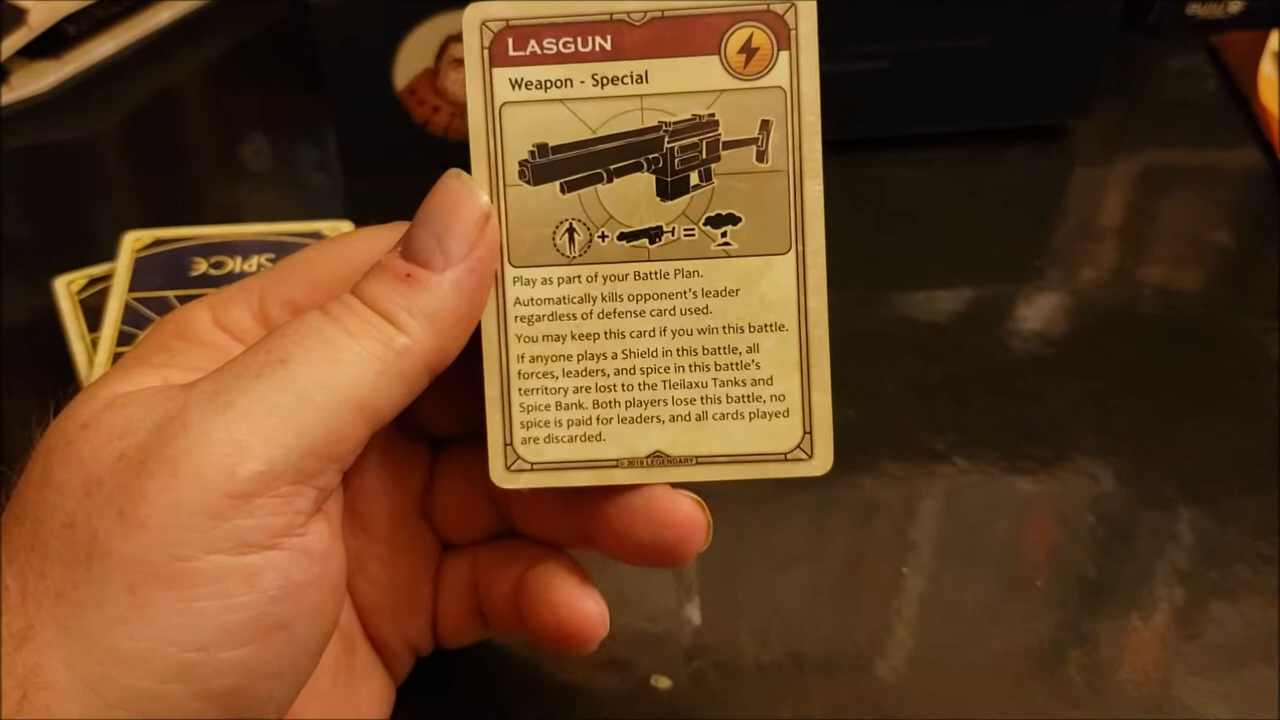 LASGUN
Weapon - Special
+ =
Play as part of your Battle Plan.
Automatically kills opponent's leader
regardless of defense card used.
You may keep this card if you win this battle.
If anyone plays a Shield in this battle, all
forces, leaders, and spice in this battle's
territory are lost to the Tleilaxu Tanks and
Spice Bank. Both players lose this battle, no
spice is paid for leaders, and all cards played
are discarded.
© 2019 LEGENDARY
SPICE